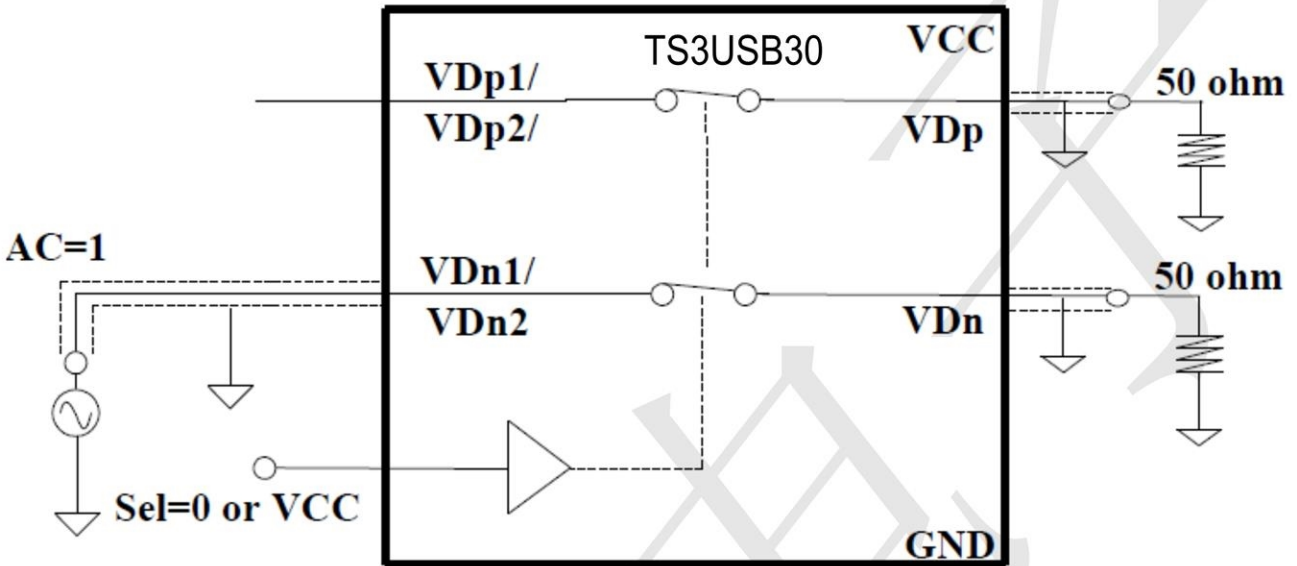 TS3USB30
VCC
VDp1/
VDp2/
VDp
50 ohm
AC=1
VDn1/
VDn2
VDn
50 ohm
Sel=0 or VCC
GND